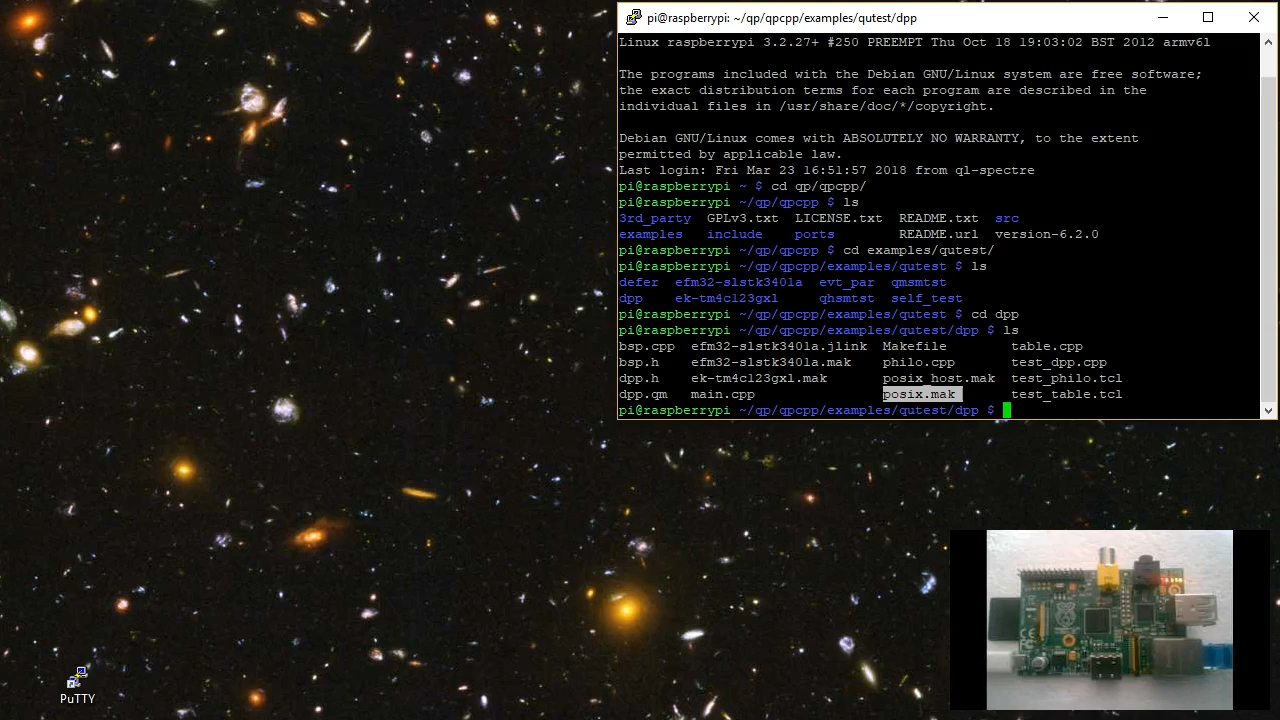 pi@raspberrypi: ~/qp/qpcpp/examples/qutest/dpp
Linux raspberrypi 3.2.27+ #250 PREEMPT Thu Oct 18 19:03:02 BST 2012 armv6l
The programs included with the Debian GNU/Linux system are free software;
the exact distribution terms for each program are described in the
individual files in /usr/share/doc/*/copyright.
Debian GNU/Linux comes with ABSOLUTELY NO WARRANTY, to the extent
permitted by applicable law.
Last login: Fri Mar 23 16:51:57 2018 from ql-spectre
pi@raspberrypi ~ $ cd qp/qpcpp/
pi@raspberrypi ~/qp/qpcpp $ ls
3rd_party  GPLv3.txt  LICENSE.txt  README.txt  src
examples   include    ports        README.url  version-6.2.0
pi@raspberrypi ~/qp/qpcpp $ cd examples/qutest/
pi@raspberrypi ~/qp/qpcpp/examples/qutest $ ls
defer  efm32-slstk3401a  evt_par  qmsmtst
dpp    ek-tm4c123gxl     qhsmtst  self_test
pi@raspberrypi ~/qp/qpcpp/examples/qutest $ cd dpp
pi@raspberrypi ~/qp/qpcpp/examples/qutest/dpp $ ls
bsp.cpp  efm32-slstk3401a.jlink  Makefile        table.cpp
bsp.h    efm32-slstk3401a.mak    philo.cpp       test_dpp.cpp
dpp.h    ek-tm4c123gxl.mak       posix_host.mak  test_philo.tcl
dpp.qm   main.cpp                posix.mak       test_table.tcl
pi@raspberrypi ~/qp/qpcpp/examples/qutest/dpp $
PuTTY